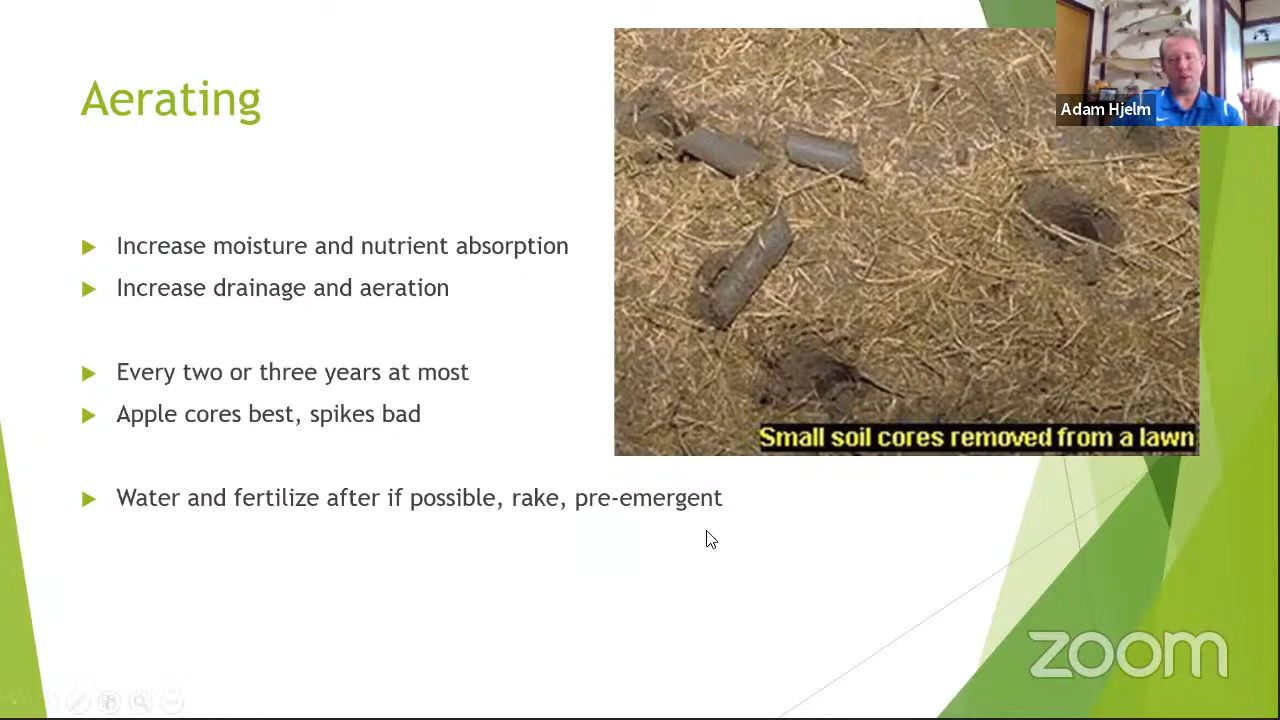 Aerating
Adam Hjelm
Increase moisture and nutrient absorption
Increase drainage and aeration
Every two or three years at most
Apple cores best, spikes bad
Small soil cores removed from a lawn
Water and fertilize after if possible, rake, pre-emergent
zoom